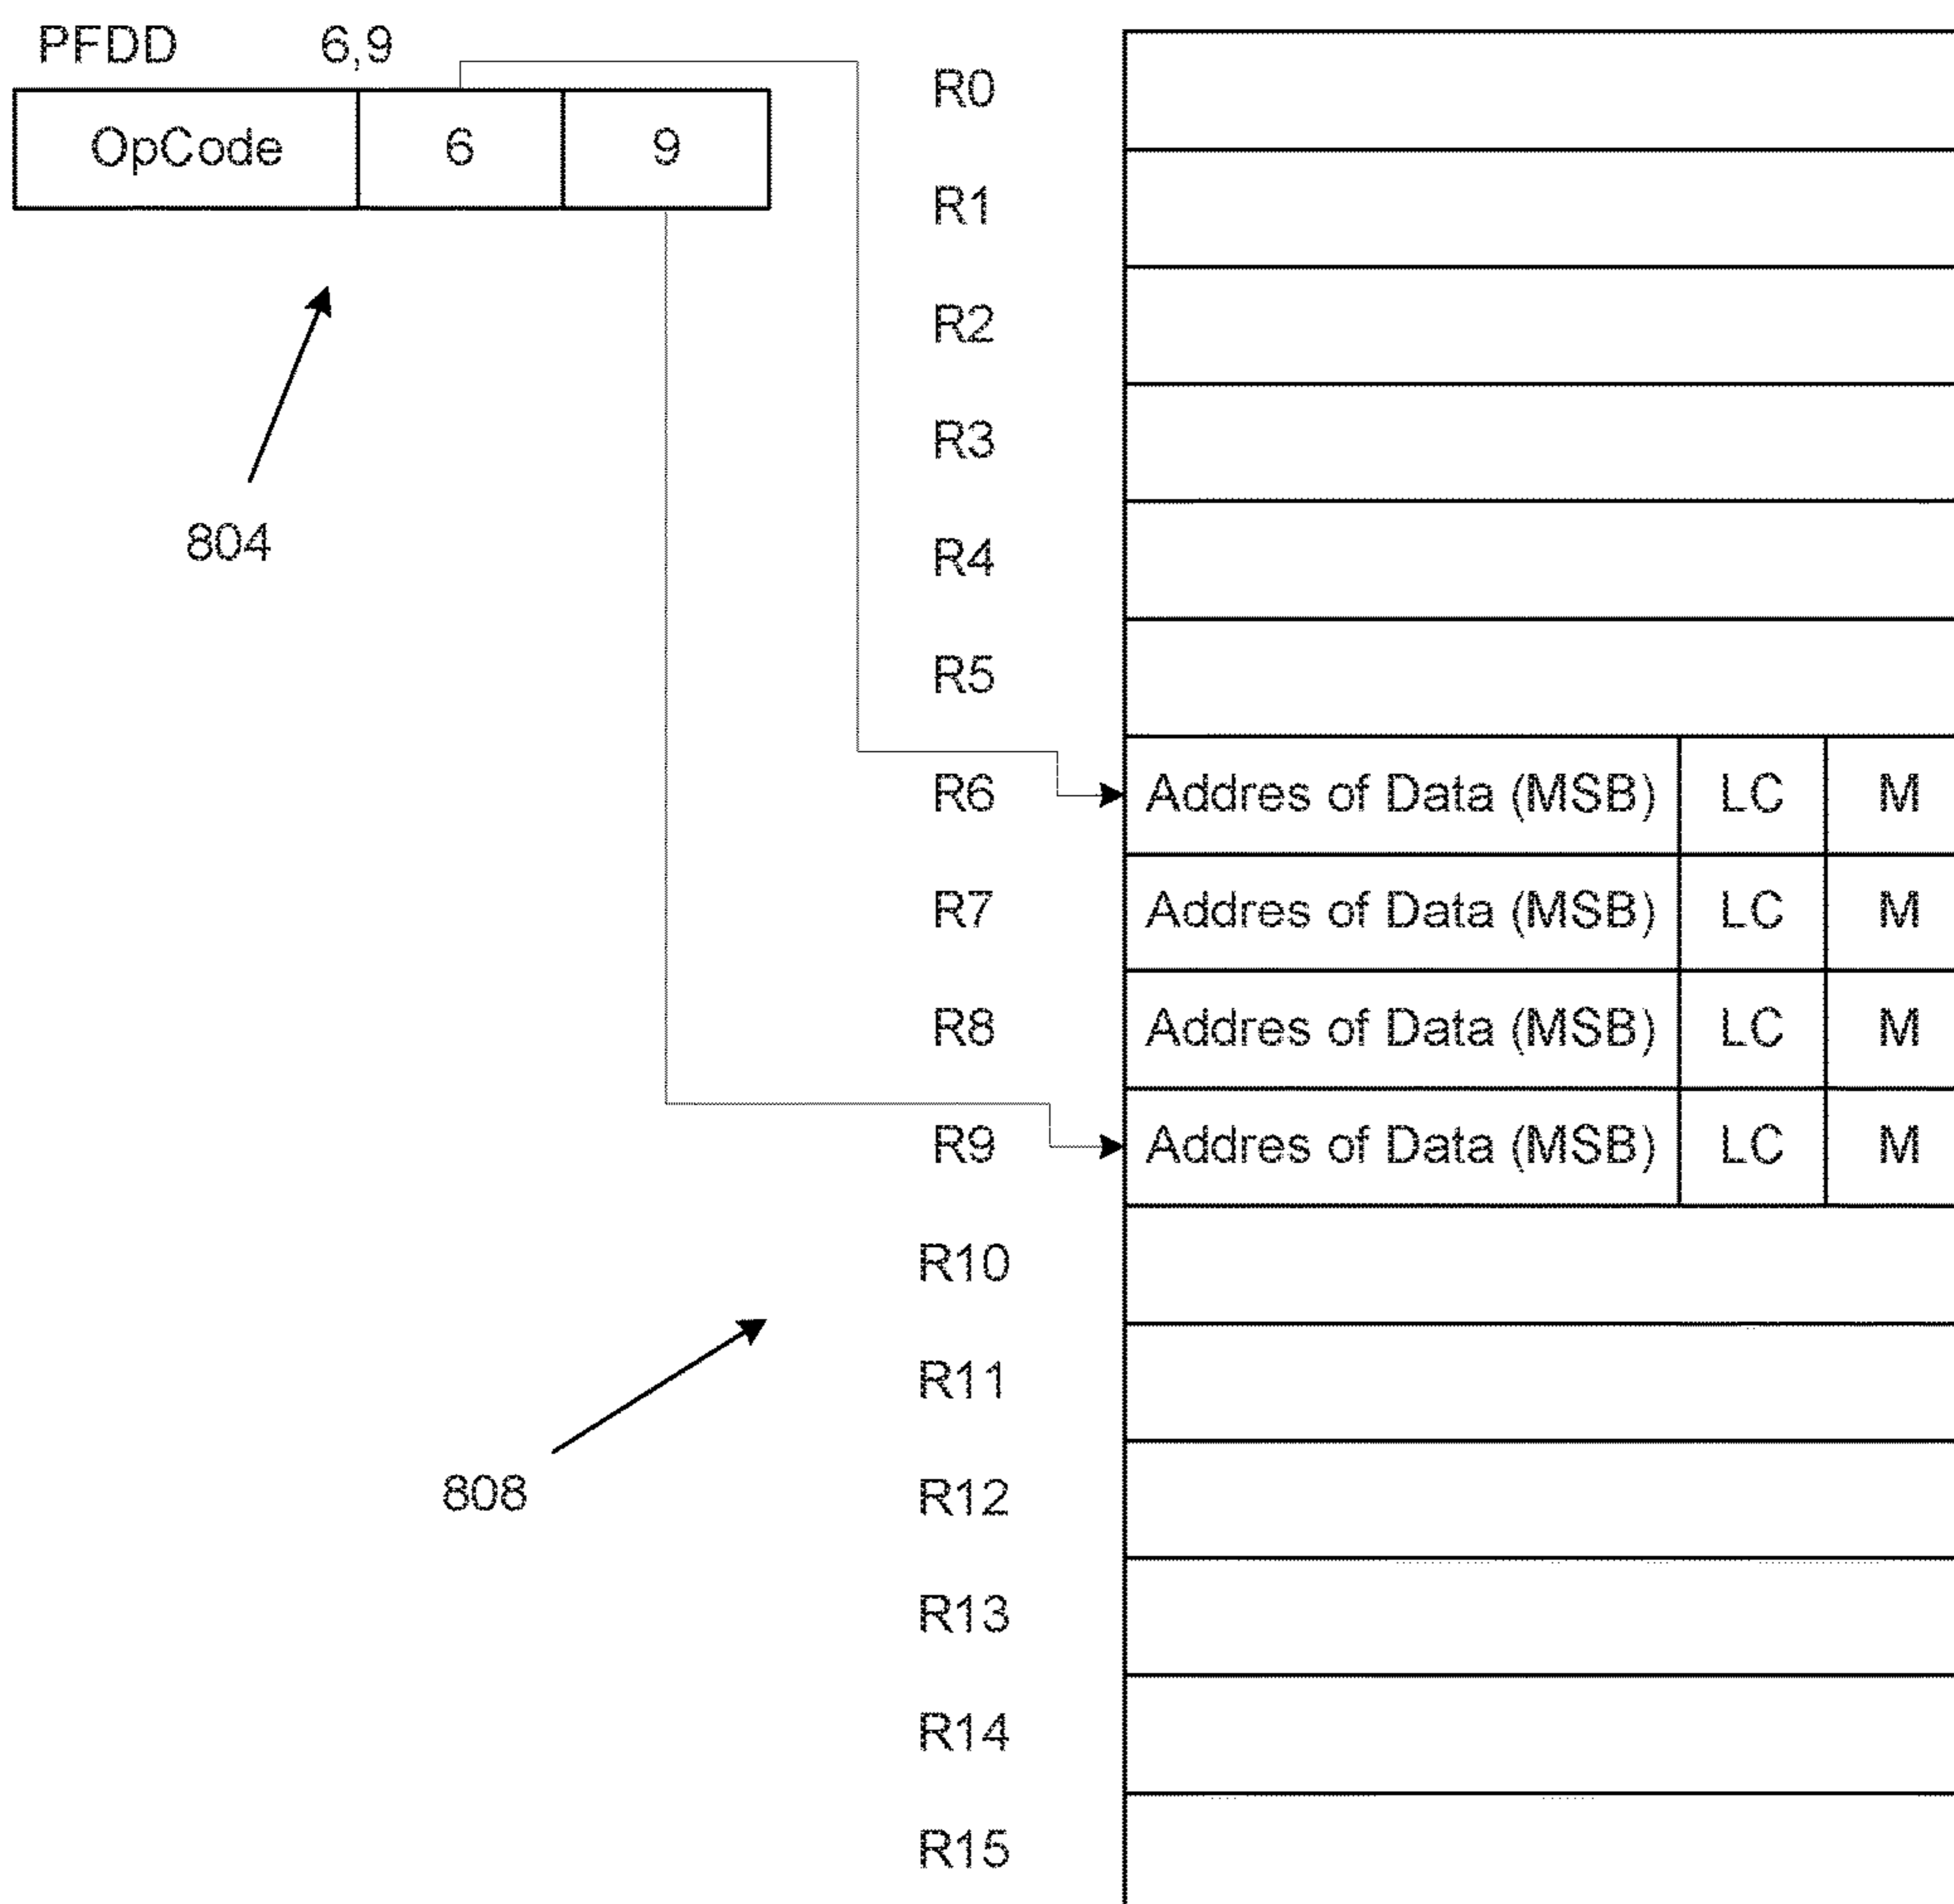 PFDD 6,9
OpCode 6 9
804
R0
R1
R2
R3
R4
R5
R6 Addres of Data (MSB) LC M
R7 Addres of Data (MSB) LC M
R8 Addres of Data (MSB) LC M
R9 Addres of Data (MSB) LC M
R10
R11
808
R12
R13
R14
R15